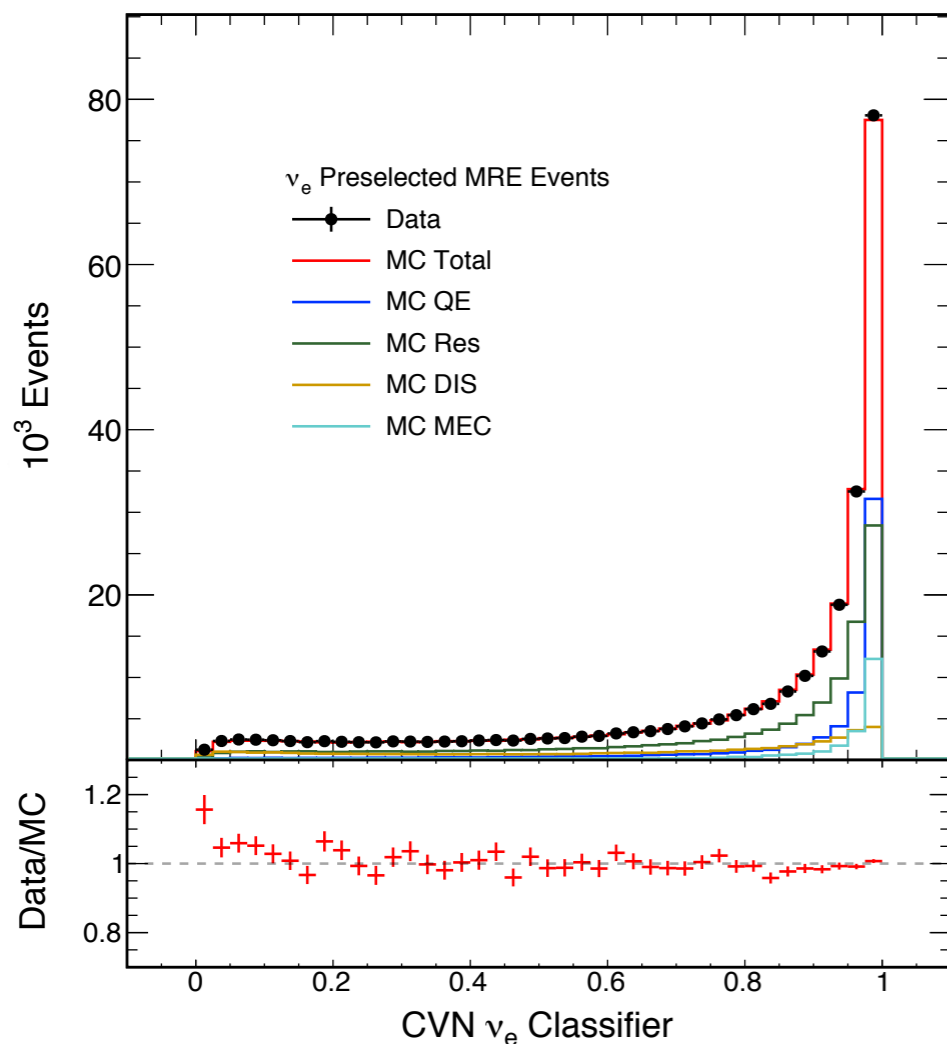 80
60
40
20
10³ Events
νₑ Preselected MRE Events
Data
MC Total
MC QE
MC Res
MC DIS
MC MEC
1.2
1
0.8
Data/MC
0 0.2 0.4 0.6 0.8 1
CVN νₑ Classifier